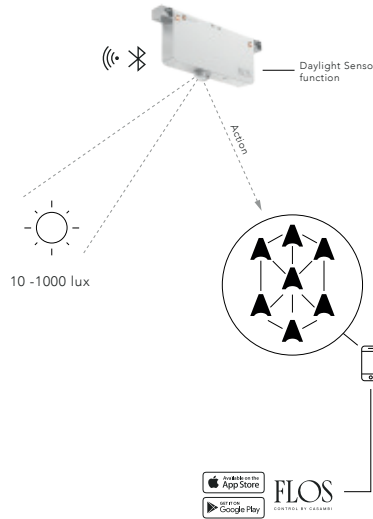 Daylight Senso
function
Action
10 -1000 lux
Available on the
App Store
GET IT ON
Google Play
FLOS
CONTROL BY CASAMBI